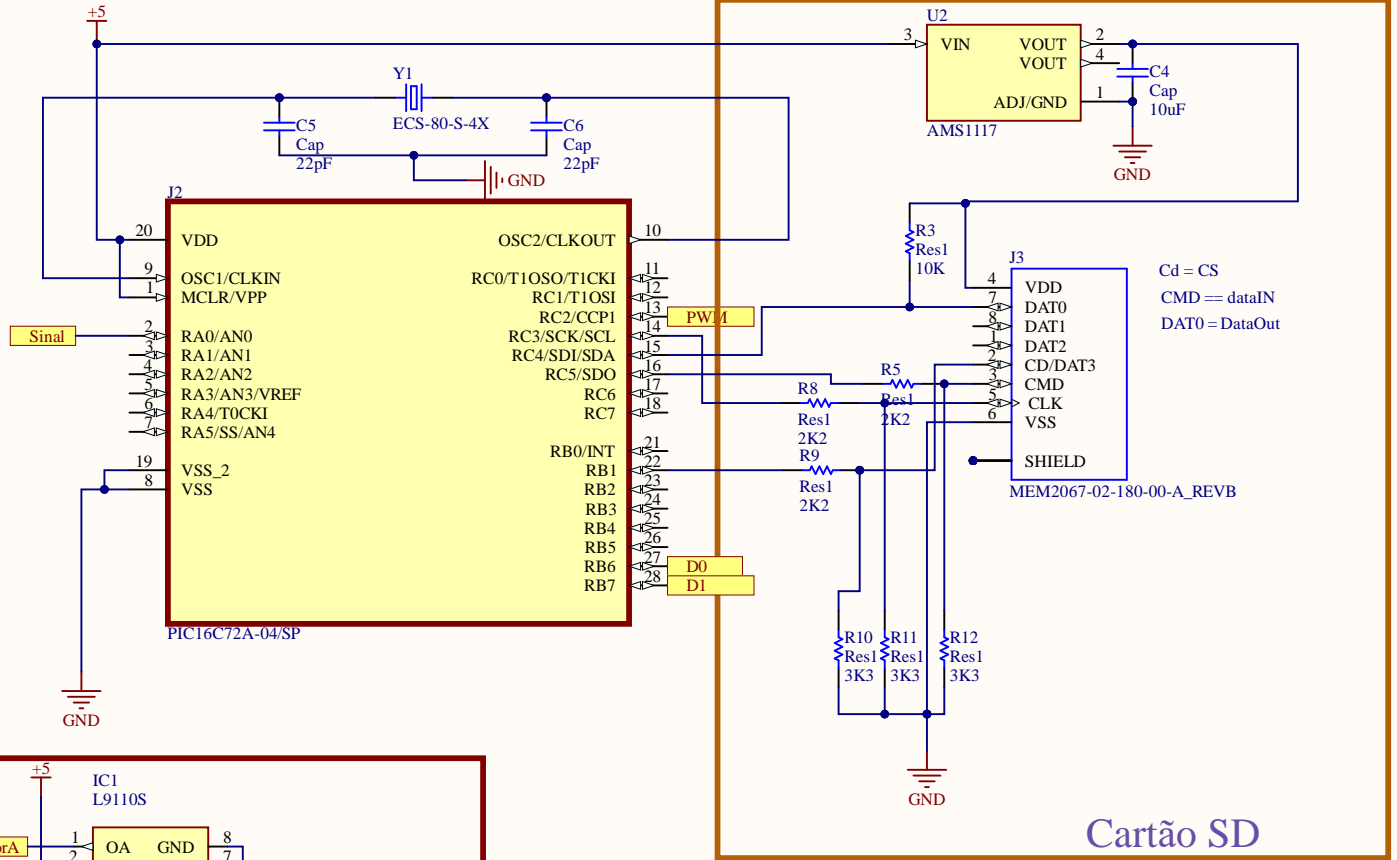 +5
U2
3
VIN
VOUT
2
VOUT
4
ADJ/GND
1
AMS1117
C4
Cap
10uF
GND
Y1
ECS-80-S-4X
C5
Cap
22pF
C6
Cap
22pF
GND
J2
20
VDD
9
OSC1/CLKIN
1
MCLR/VPP
Sinal
2
RA0/AN0
3
RA1/AN1
4
RA2/AN2
5
RA3/AN3/VREF
6
RA4/T0CKI
7
RA5/SS/AN4
19
VSS_2
8
VSS
GND
OSC2/CLKOUT
10
RC0/T1OSO/T1CKI
11
RC1/T1OSI
12
RC2/CCP1
13
PWM
RC3/SCK/SCL
14
RC4/SDI/SDA
15
RC5/SDO
16
RC6
17
RC7
18
RB0/INT
21
RB1
22
RB2
23
RB3
24
RB4
25
RB5
26
RB6
27
D0
RB7
28
D1
PIC16C72A-04/SP
R3
Res1
10K
J3
4
VDD
7
DAT0
8
DAT1
1
DAT2
2
CD/DAT3
3
CMD
5
CLK
6
VSS
SHIELD
MEM2067-02-180-00-A_REVB
Cd = CS
CMD == dataIN
DAT0 = DataOut
R5
Res1
2K2
R8
Res1
2K2
R9
Res1
2K2
R10
Res1
3K3
R11
Res1
3K3
R12
Res1
3K3
GND
Cartão SD
+5
IC1
L9110S
orA
1
OA
GND
8
2
7